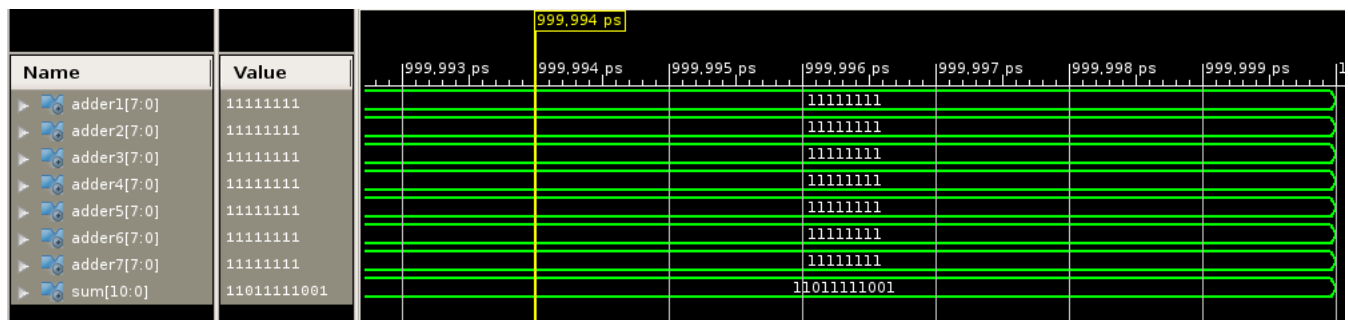 999,994 ps
Name Value |999,993 ps |999,994 ps |999,995 ps |999,996 ps |999,997 ps |999,998 ps |999,999 ps |1
adder1[7:0] 11111111 11111111
adder2[7:0] 11111111 11111111
adder3[7:0] 11111111 11111111
adder4[7:0] 11111111 11111111
adder5[7:0] 11111111 11111111
adder6[7:0] 11111111 11111111
adder7[7:0] 11111111 11111111
sum[10:0] 11011111001 11011111001